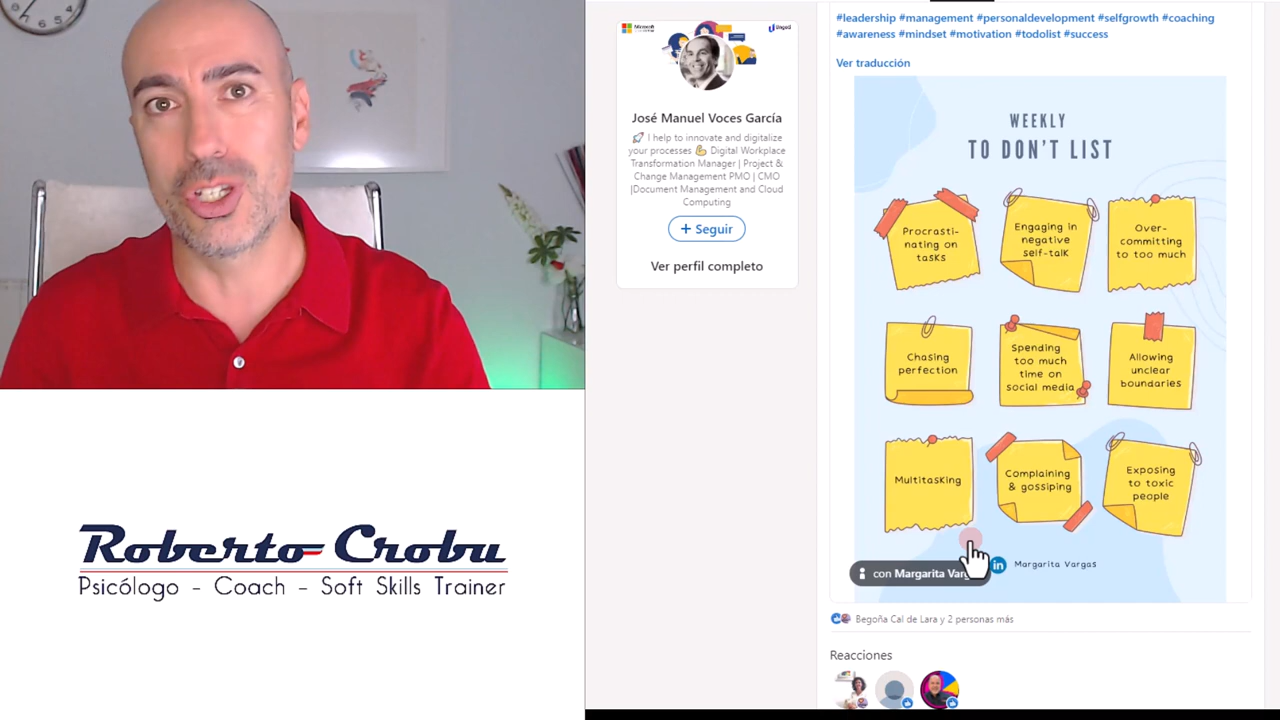 Roberto Crobu
Psicólogo - Coach - Soft Skills Trainer
Microsoft
José Manuel Voces García
🚀 I help to innovate and digitalize
your processes 💪 Digital Workplace
Transformation Manager | Project &
Change Management PMO | CMO
|Document Management and Cloud
Computing
+ Seguir
Ver perfil completo
#leadership #management #personaldevelopment #selfgrowth #coaching
#awareness #mindset #motivation #todolist #success
Ver traducción
WEEKLY
TO DON'T LIST
Procrasti-
nating on
tasks
Engaging in
negative
self-talk
Over-
committing
to too much
Chasing
perfection
Spending
too much
time on
social media
Allowing
unclear
boundaries
Multitasking
Complaining
& gossiping
Exposing
to toxic
people
con Margarita
in Margarita Vargas
Begoña Cal de Lara y 2 personas más
Reacciones